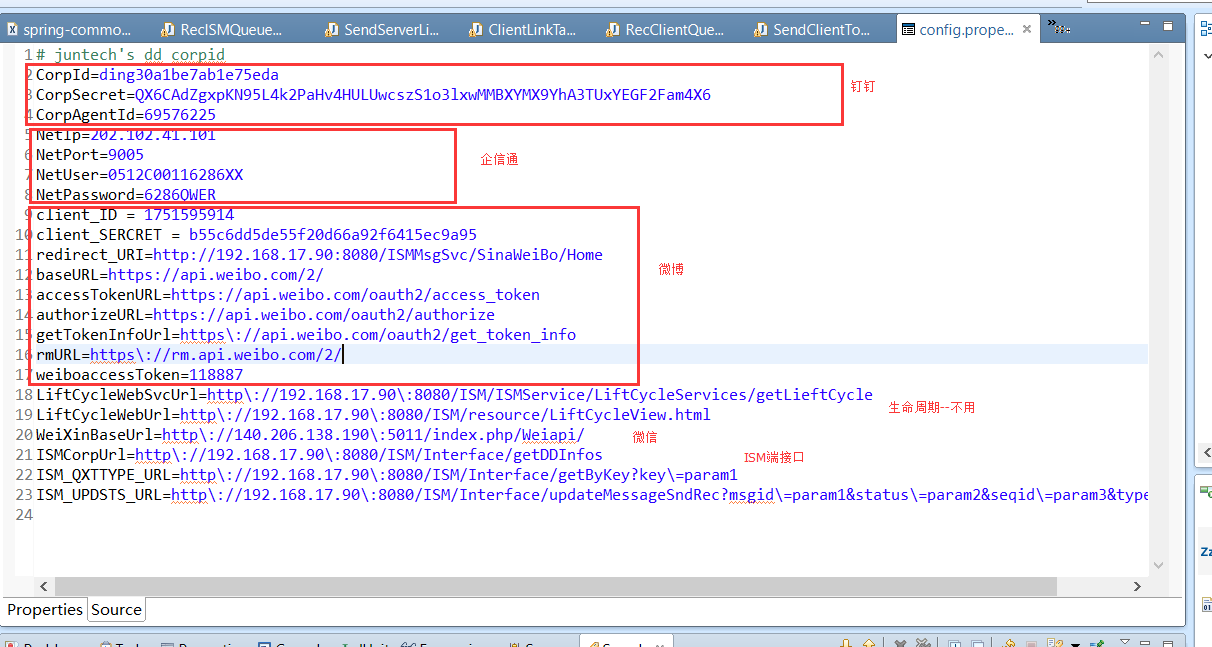 spring-commo... RecISMQueue... SendServerLi... ClientLinkTa... RecClientQue... SendClientTo... config.prope...
1 # juntech's dd corpid
2 CorpId=ding30a1be7ab1e75eda
3 CorpSecret=QX6CAdZgxpKN95L4k2PaHv4HULUwcszS1o3lxwMMBXYMX9YhA3TUxYEGF2Fam4X6
钉钉
4 CorpAgentId=69576225
5 NetIp=202.102.41.101
6 NetPort=9005
企信通
7 NetUser=0512C00116286XX
8 NetPassword=6286QWER
9 client_ID = 1751595914
10 client_SERCRET = b55c6dd5de55f20d66a92f6415ec9a95
11 redirect_URI=http://192.168.17.90:8080/ISMMsgSvc/SinaWeiBo/Home
12 baseURL=https://api.weibo.com/2/
微博
13 accessTokenURL=https://api.weibo.com/oauth2/access_token
14 authorizeURL=https://api.weibo.com/oauth2/authorize
15 getTokenInfoUrl=https\://api.weibo.com/oauth2/get_token_info
16 rmURL=https\://rm.api.weibo.com/2/
17 weiboaccessToken=118887
18 LiftCycleWebSvcUrl=http\://192.168.17.90\:8080/ISM/ISMService/LiftCycleServices/getLieftCycle
19 LiftCycleWebUrl=http\://192.168.17.90\:8080/ISM/resource/LiftCycleView.html
生命周期--不用
20 WeiXinBaseUrl=http\://140.206.138.190\:5011/index.php/Weiapi/
微信
21 ISMCorpUrl=http\://192.168.17.90\:8080/ISM/Interface/getDDInfos
ISM端接口
22 ISM_QXTTYPE_URL=http\://192.168.17.90\:8080/ISM/Interface/getByKey?key\=param1
23 ISM_UPDSTS_URL=http\://192.168.17.90\:8080/ISM/Interface/updateMessageSndRec?msgid\=param1&status\=param2&seqid\=param3&type
24
Properties Source